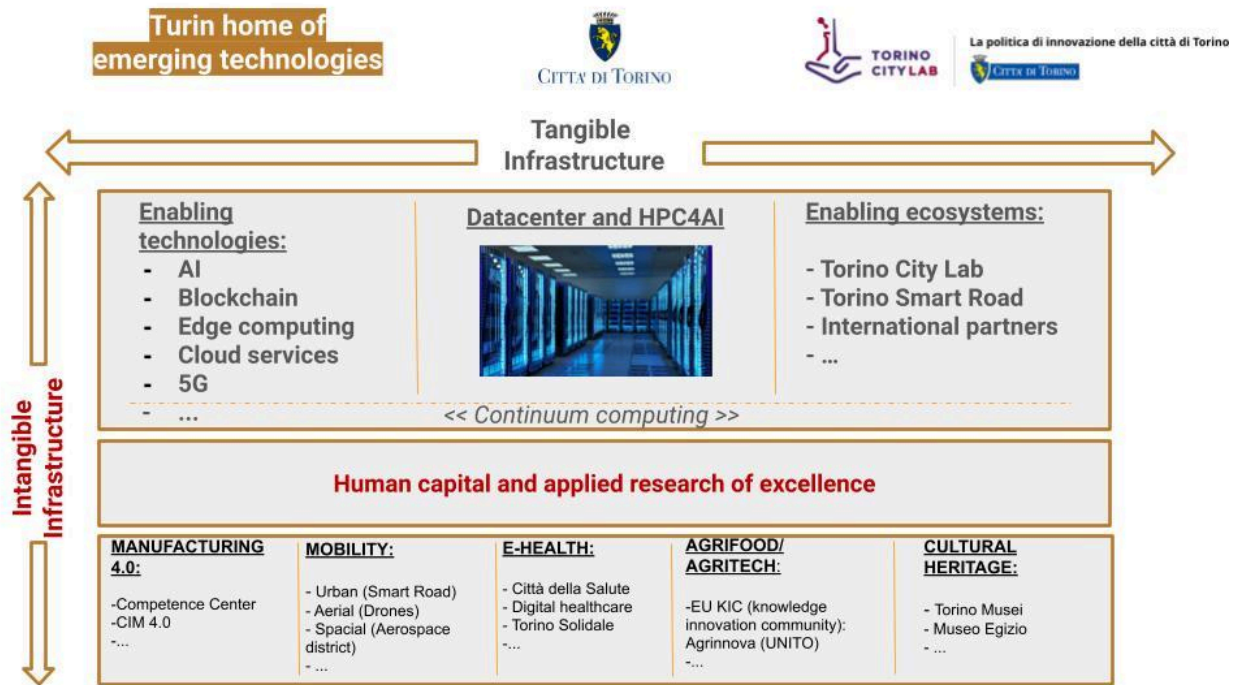 Turin home of
emerging technologies
CITTA' DI TORINO
TORINO
CITYLAB
La politica di innovazione della città di Torino
CITTA' DI TORINO
Tangible
Infrastructure
Intangible
Infrastructure
Enabling
technologies:
- AI
- Blockchain
- Edge computing
- Cloud services
- 5G
- ...
Datacenter and HPC4AI
<< Continuum computing >>
Enabling ecosystems:
- Torino City Lab
- Torino Smart Road
- International partners
- ...
Human capital and applied research of excellence
MANUFACTURING
4.0:
-Competence Center
-CIM 4.0
-...
MOBILITY:
- Urban (Smart Road)
- Aerial (Drones)
- Spacial (Aerospace
district)
- ...
E-HEALTH:
- Città della Salute
- Digital healthcare
- Torino Solidale
-...
AGRIFOOD/
AGRITECH:
-EU KIC (knowledge
innovation community):
Agrinnova (UNITO)
-...
CULTURAL
HERITAGE:
- Torino Musei
- Museo Egizio
- ...